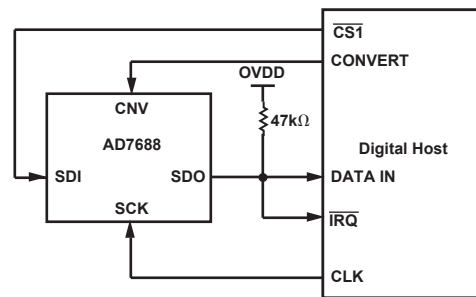 CS1
CONVERT
OVDD
CNV
47kΩ
AD7688
Digital Host
SDI
SDO
DATA IN
SCK
IRQ
CLK